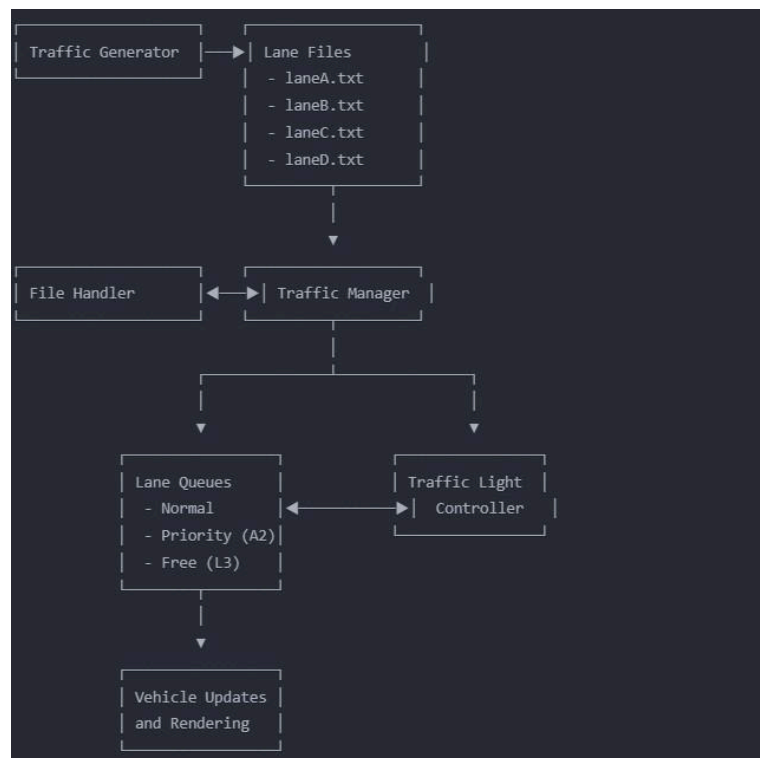 Traffic Generator
Lane Files
- laneA.txt
- laneB.txt
- laneC.txt
- laneD.txt
File Handler
Traffic Manager
Lane Queues
- Normal
- Priority (A2)
- Free (L3)
Traffic Light
Controller
Vehicle Updates
and Rendering